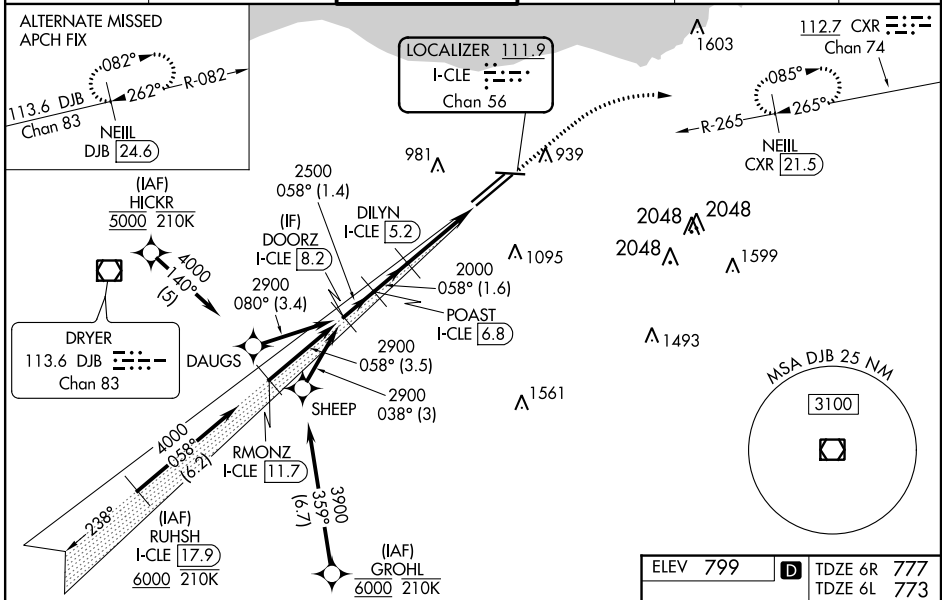 ALTERNATE MISSED
APCH FIX
082°
262°
R-082
113.6 DJB
Chan 83
NEIIL
DJB 24.6
LOCALIZER 111.9
I-CLE
Chan 56
1603
112.7 CXR
Chan 74
085°
265°
R-265
NEIIL
CXR 21.5
981
939
(IAF)
HICKR
5000 210K
4000
140°
(5)
2500
058° (1.4)
(IF)
DOORZ
I-CLE 8.2
DILYN
I-CLE 5.2
2048
2048
2048
1599
1095
2000
058° (1.6)
POAST
I-CLE 6.8
2900
080° (3.4)
DRYER
113.6 DJB
Chan 83
DAUGS
2900
058° (3.5)
2900
038° (3)
SHEEP
1493
1561
MSA DJB 25 NM
3100
4000
058°
(6.2)
RMONZ
I-CLE 11.7
238°
(IAF)
RUHSH
I-CLE 17.9
6000 210K
3900
359°
(6.7)
(IAF)
GROHL
6000 210K
ELEV 799
D
TDZE 6R 777
TDZE 6L 773